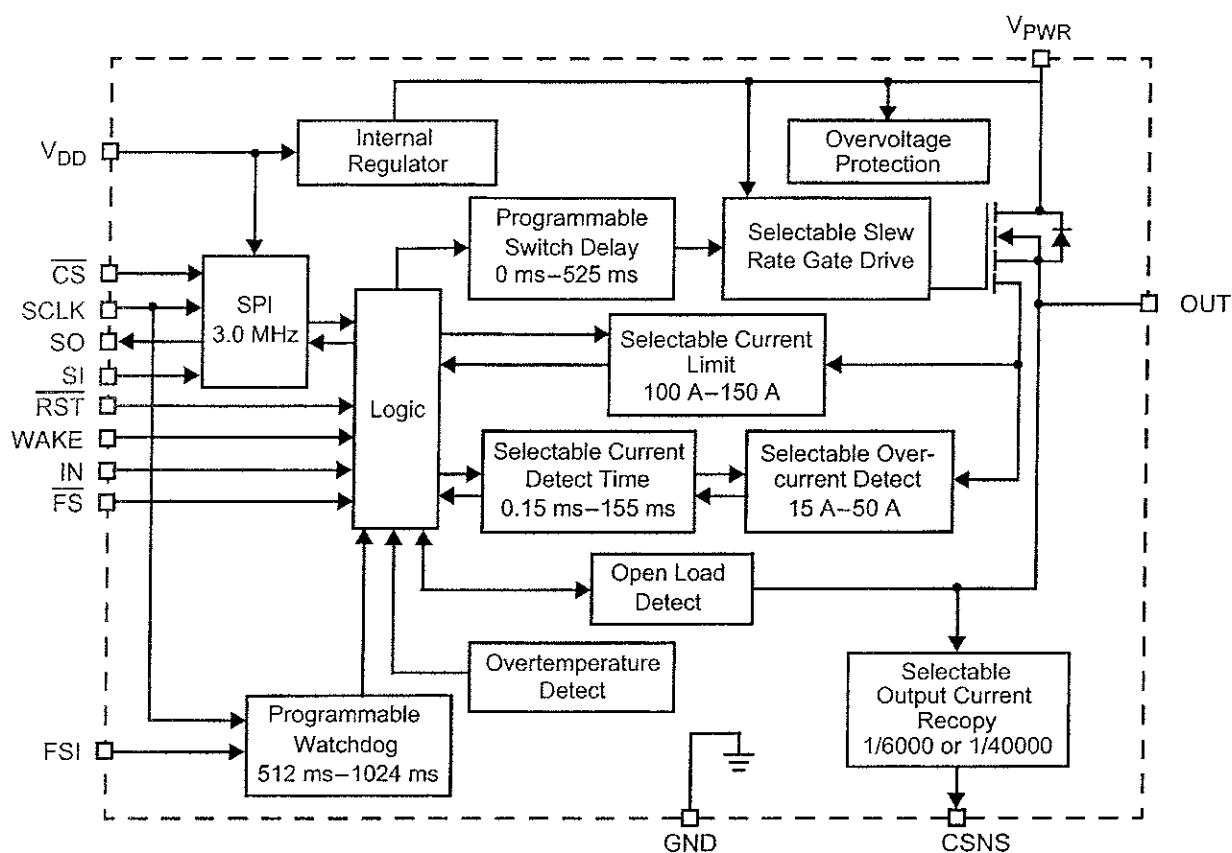 V_PWR
V_DD
Internal
Regulator
Overvoltage
Protection
Programmable
Switch Delay
0 ms–525 ms
Selectable Slew
Rate Gate Drive
C̅S̅
SCLK
SO
SI
R̅S̅T̅
WAKE
IN
F̅S̅
SPI
3.0 MHz
Logic
Selectable Current
Limit
100 A–150 A
OUT
Selectable Current
Detect Time
0.15 ms–155 ms
Selectable Over-
current Detect
15 A–50 A
Open Load
Detect
Overtemperature
Detect
Selectable
Output Current
Recopy
1/6000 or 1/40000
FSI
Programmable
Watchdog
512 ms–1024 ms
GND
CSNS